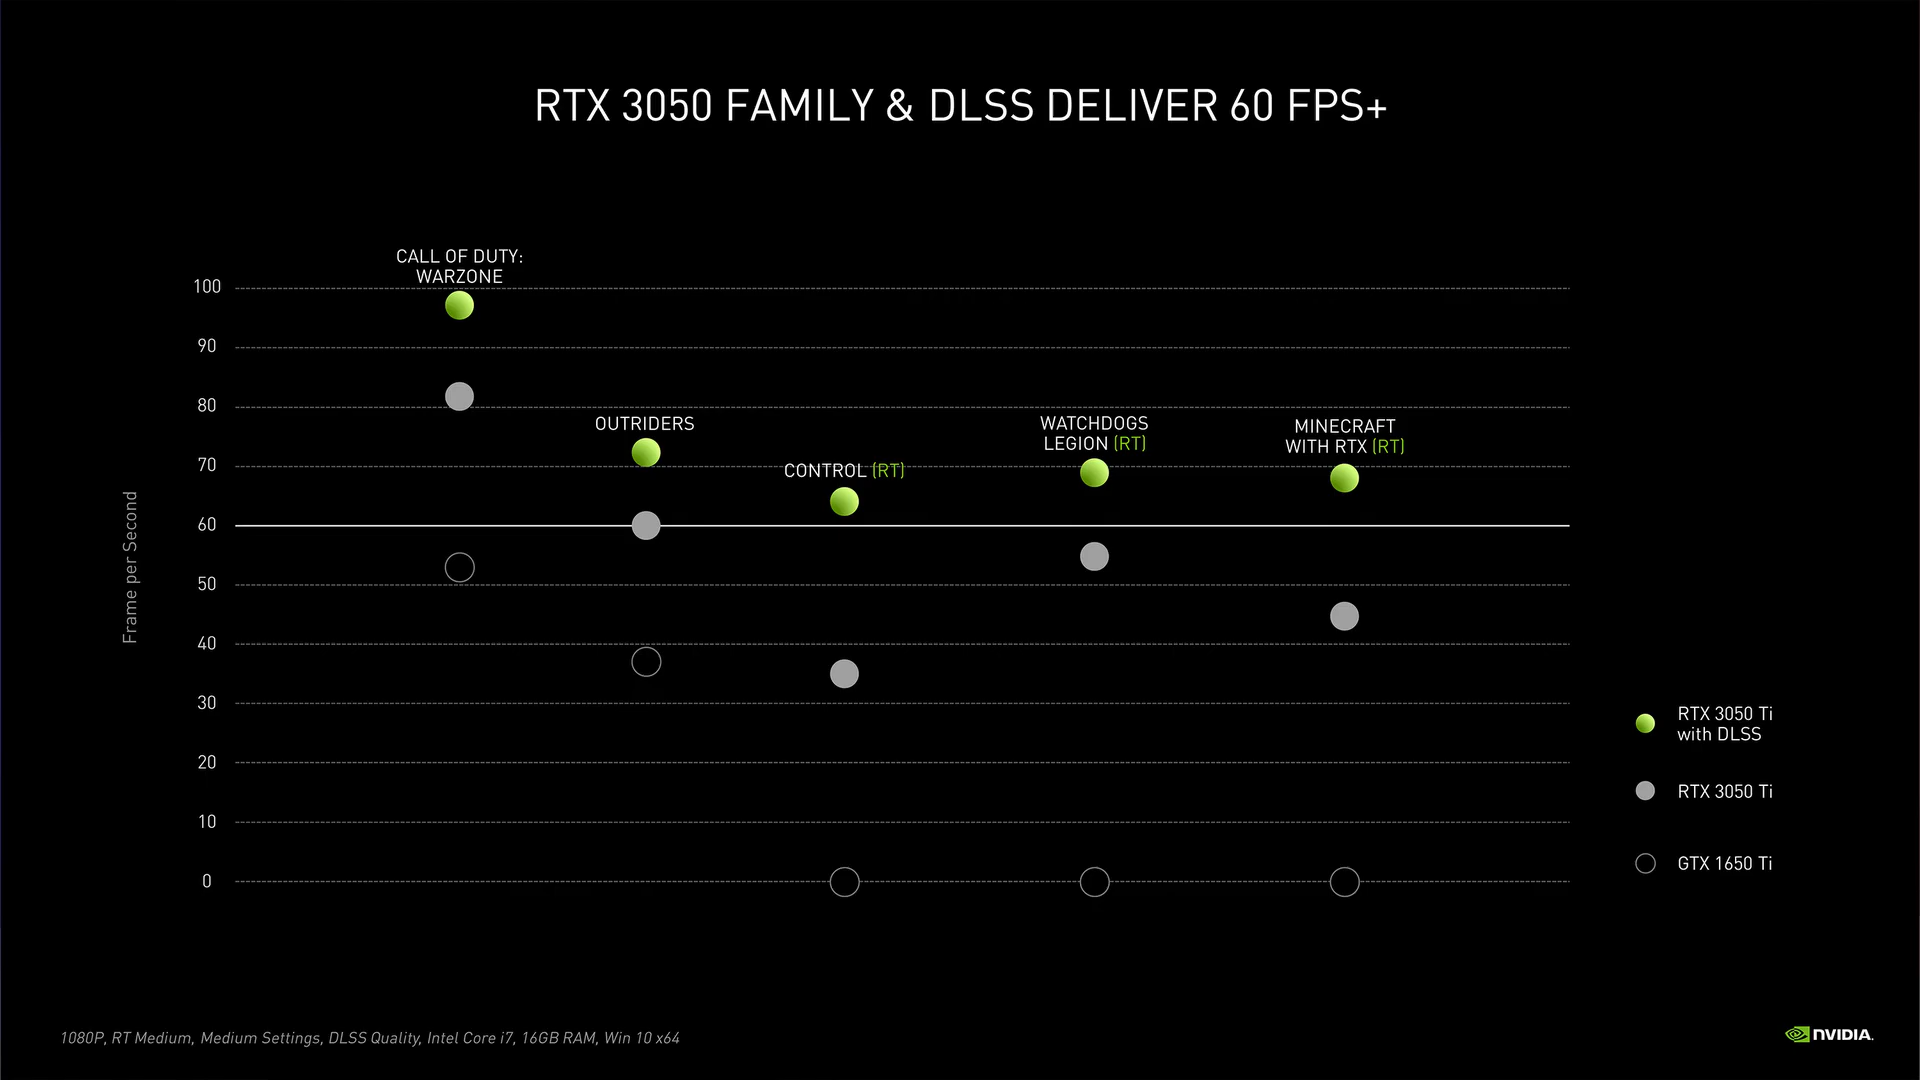 RTX 3050 FAMILY & DLSS DELIVER 60 FPS+
CALL OF DUTY:
WARZONE
OUTRIDERS
CONTROL (RT)
WATCHDOGS
LEGION (RT)
MINECRAFT
WITH RTX (RT)
100
90
80
70
60
50
40
30
20
10
0
Frame per Second
RTX 3050 Ti
with DLSS
RTX 3050 Ti
GTX 1650 Ti
1080P, RT Medium, Medium Settings, DLSS Quality, Intel Core i7, 16GB RAM, Win 10 x64
NVIDIA.